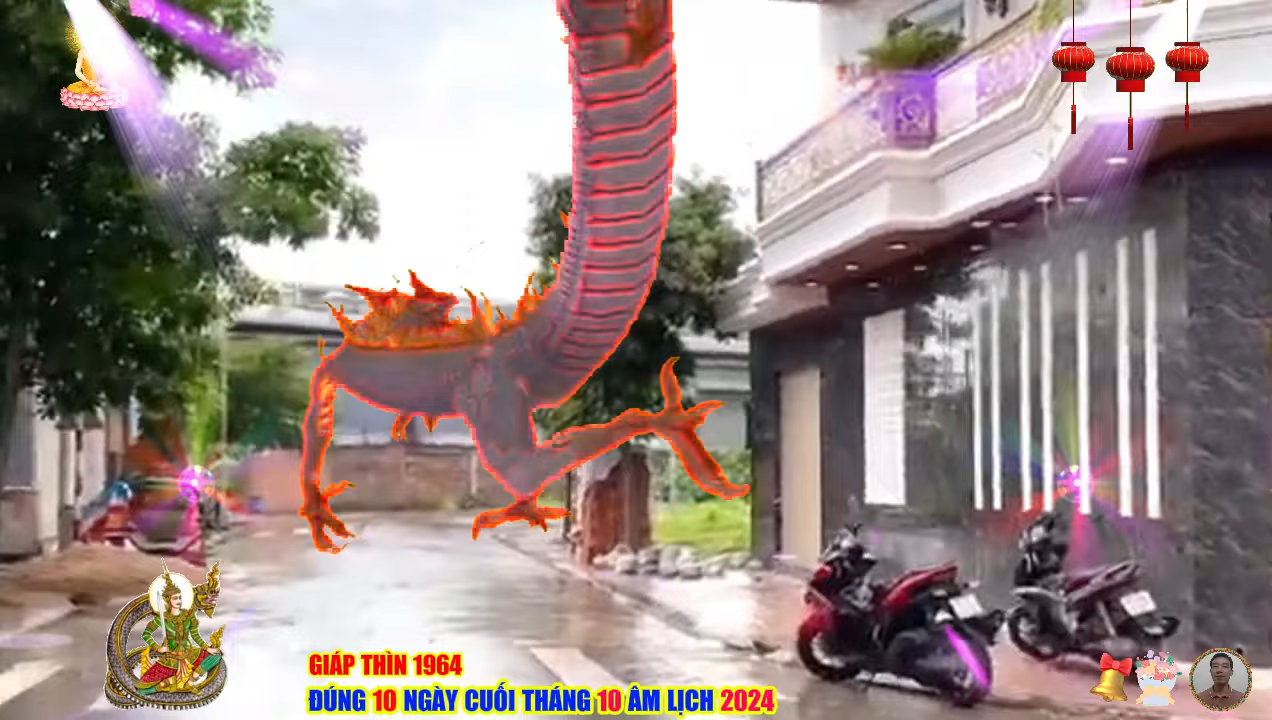 GIÁP THÌN 1964
ĐÚNG 10 NGÀY CUỐI THÁNG 10 ÂM LỊCH 2024